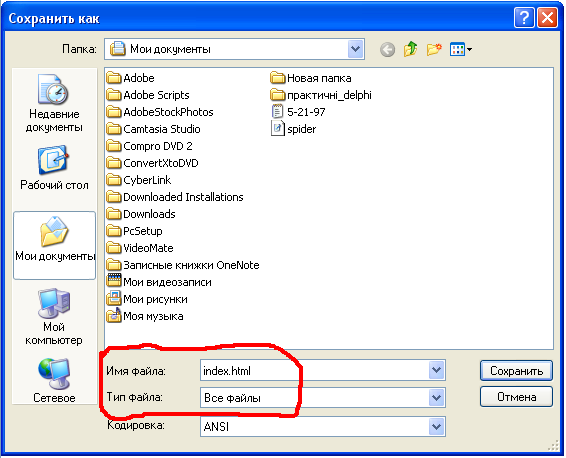 Сохранить как
Папка:
Мои документы
Недавние документы
Рабочий стол
Мои документы
Мой компьютер
Сетевое
Adobe
Adobe Scripts
AdobeStockPhotos
Camtasia Studio
Compro DVD 2
ConvertXtoDVD
CyberLink
Downloaded Installations
Downloads
PcSetup
VideoMate
Записные книжки OneNote
Мои видеозаписи
Мои рисунки
Моя музыка
Новая папка
практичні_delphi
5-21-97
spider
Имя файла:
index.html
Сохранить
Тип файла:
Все файлы
Отмена
Кодировка:
ANSI